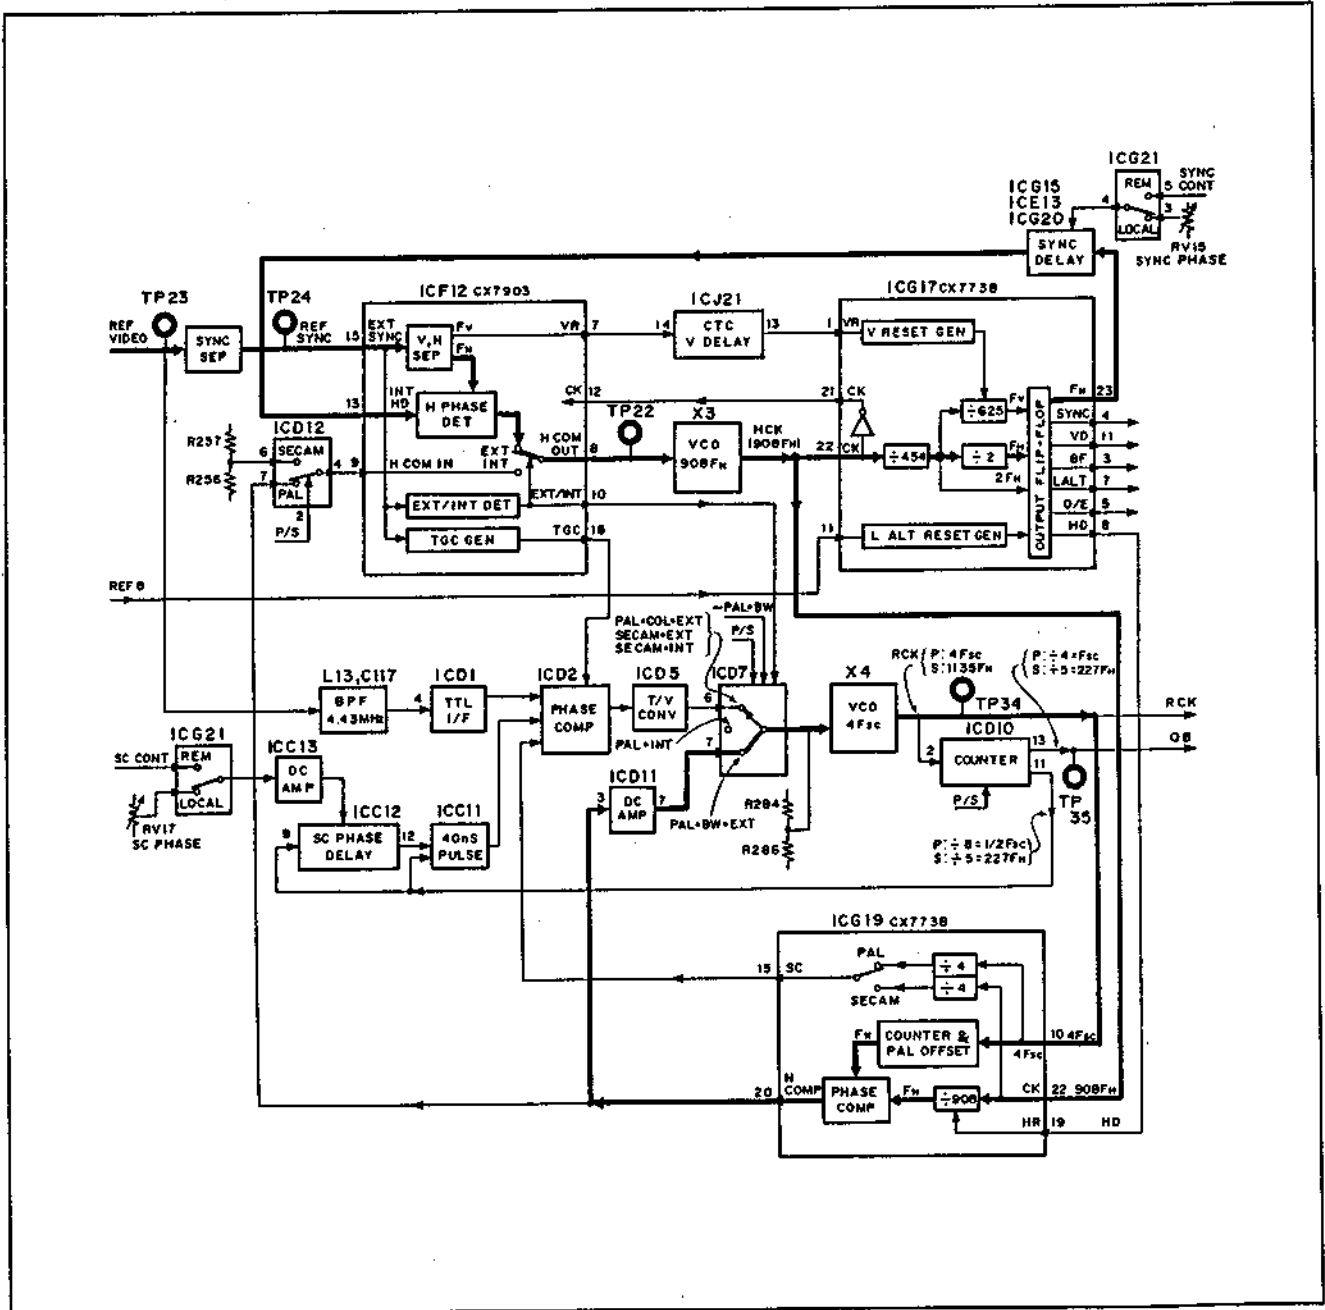 ICG21
REM
5
SYNC
CONT
4
3
LOCAL
RV15
SYNC PHASE
ICG15
ICE13
ICG20
SYNC
DELAY
TP23
TP24
REF
VIDEO
SYNC
SEP
REF
SYNC
ICF12 CX7903
15
EXT
SYNC
V,H
SEP
FV
FH
VR
7
13
INT
HD
H PHASE
DET
CK
12
EXT
INT
H COM
OUT
8
H COM IN
9
EXT/INT
10
EXT/INT DET
TGC GEN
TGC
16
ICJ21
14
CTC
V DELAY
13
ICG17 CX7738
1
VR
V RESET GEN
21
CK
22
CK
÷454
÷625
÷2
FV
FH
2FH
OUTPUT FLIP-FLOP
FH
23
SYNC
4
VD
11
BF
3
LALT
7
O/E
5
HD
8
11
L ALT RESET GEN
TP22
X3
VCO
908FH
HCK
(908FH)
R257
R256
ICD12
6
SECAM
4
7
PAL
2
P/S
REF 8
L13,C117
BPF
4.43MHz
4
ICD1
TTL
I/F
ICD2
PHASE
COMP
ICD5
T/V
CONV
PAL•COL•EXT
SECAM•EXT
SECAM•INT
PAL•BW
P/S
ICD7
6
7
PAL•INT
PAL•BW•EXT
X4
VCO
4Fsc
RCK
P: 4Fsc
S: 1135FH
P: ÷4=Fsc
S: ÷5=227FH
TP34
RCK
ICD10
2
COUNTER
13
11
P/S
TP
35
P: ÷8=1/2Fsc
S: ÷5=227FH
ICG21
SC CONT
REM
LOCAL
RV17
SC PHASE
ICC13
DC
AMP
ICC12
9
SC PHASE
DELAY
12
ICC11
40nS
PULSE
ICD11
3
DC
AMP
7
R284
R286
ICG19 CX7738
15
SC
PAL
SECAM
÷4
÷4
FH
COUNTER &
PAL OFFSET
4Fsc
10
4Fsc
20
H
COMP
PHASE
COMP
FH
÷908
CK
22
908FH
HR
19
HD